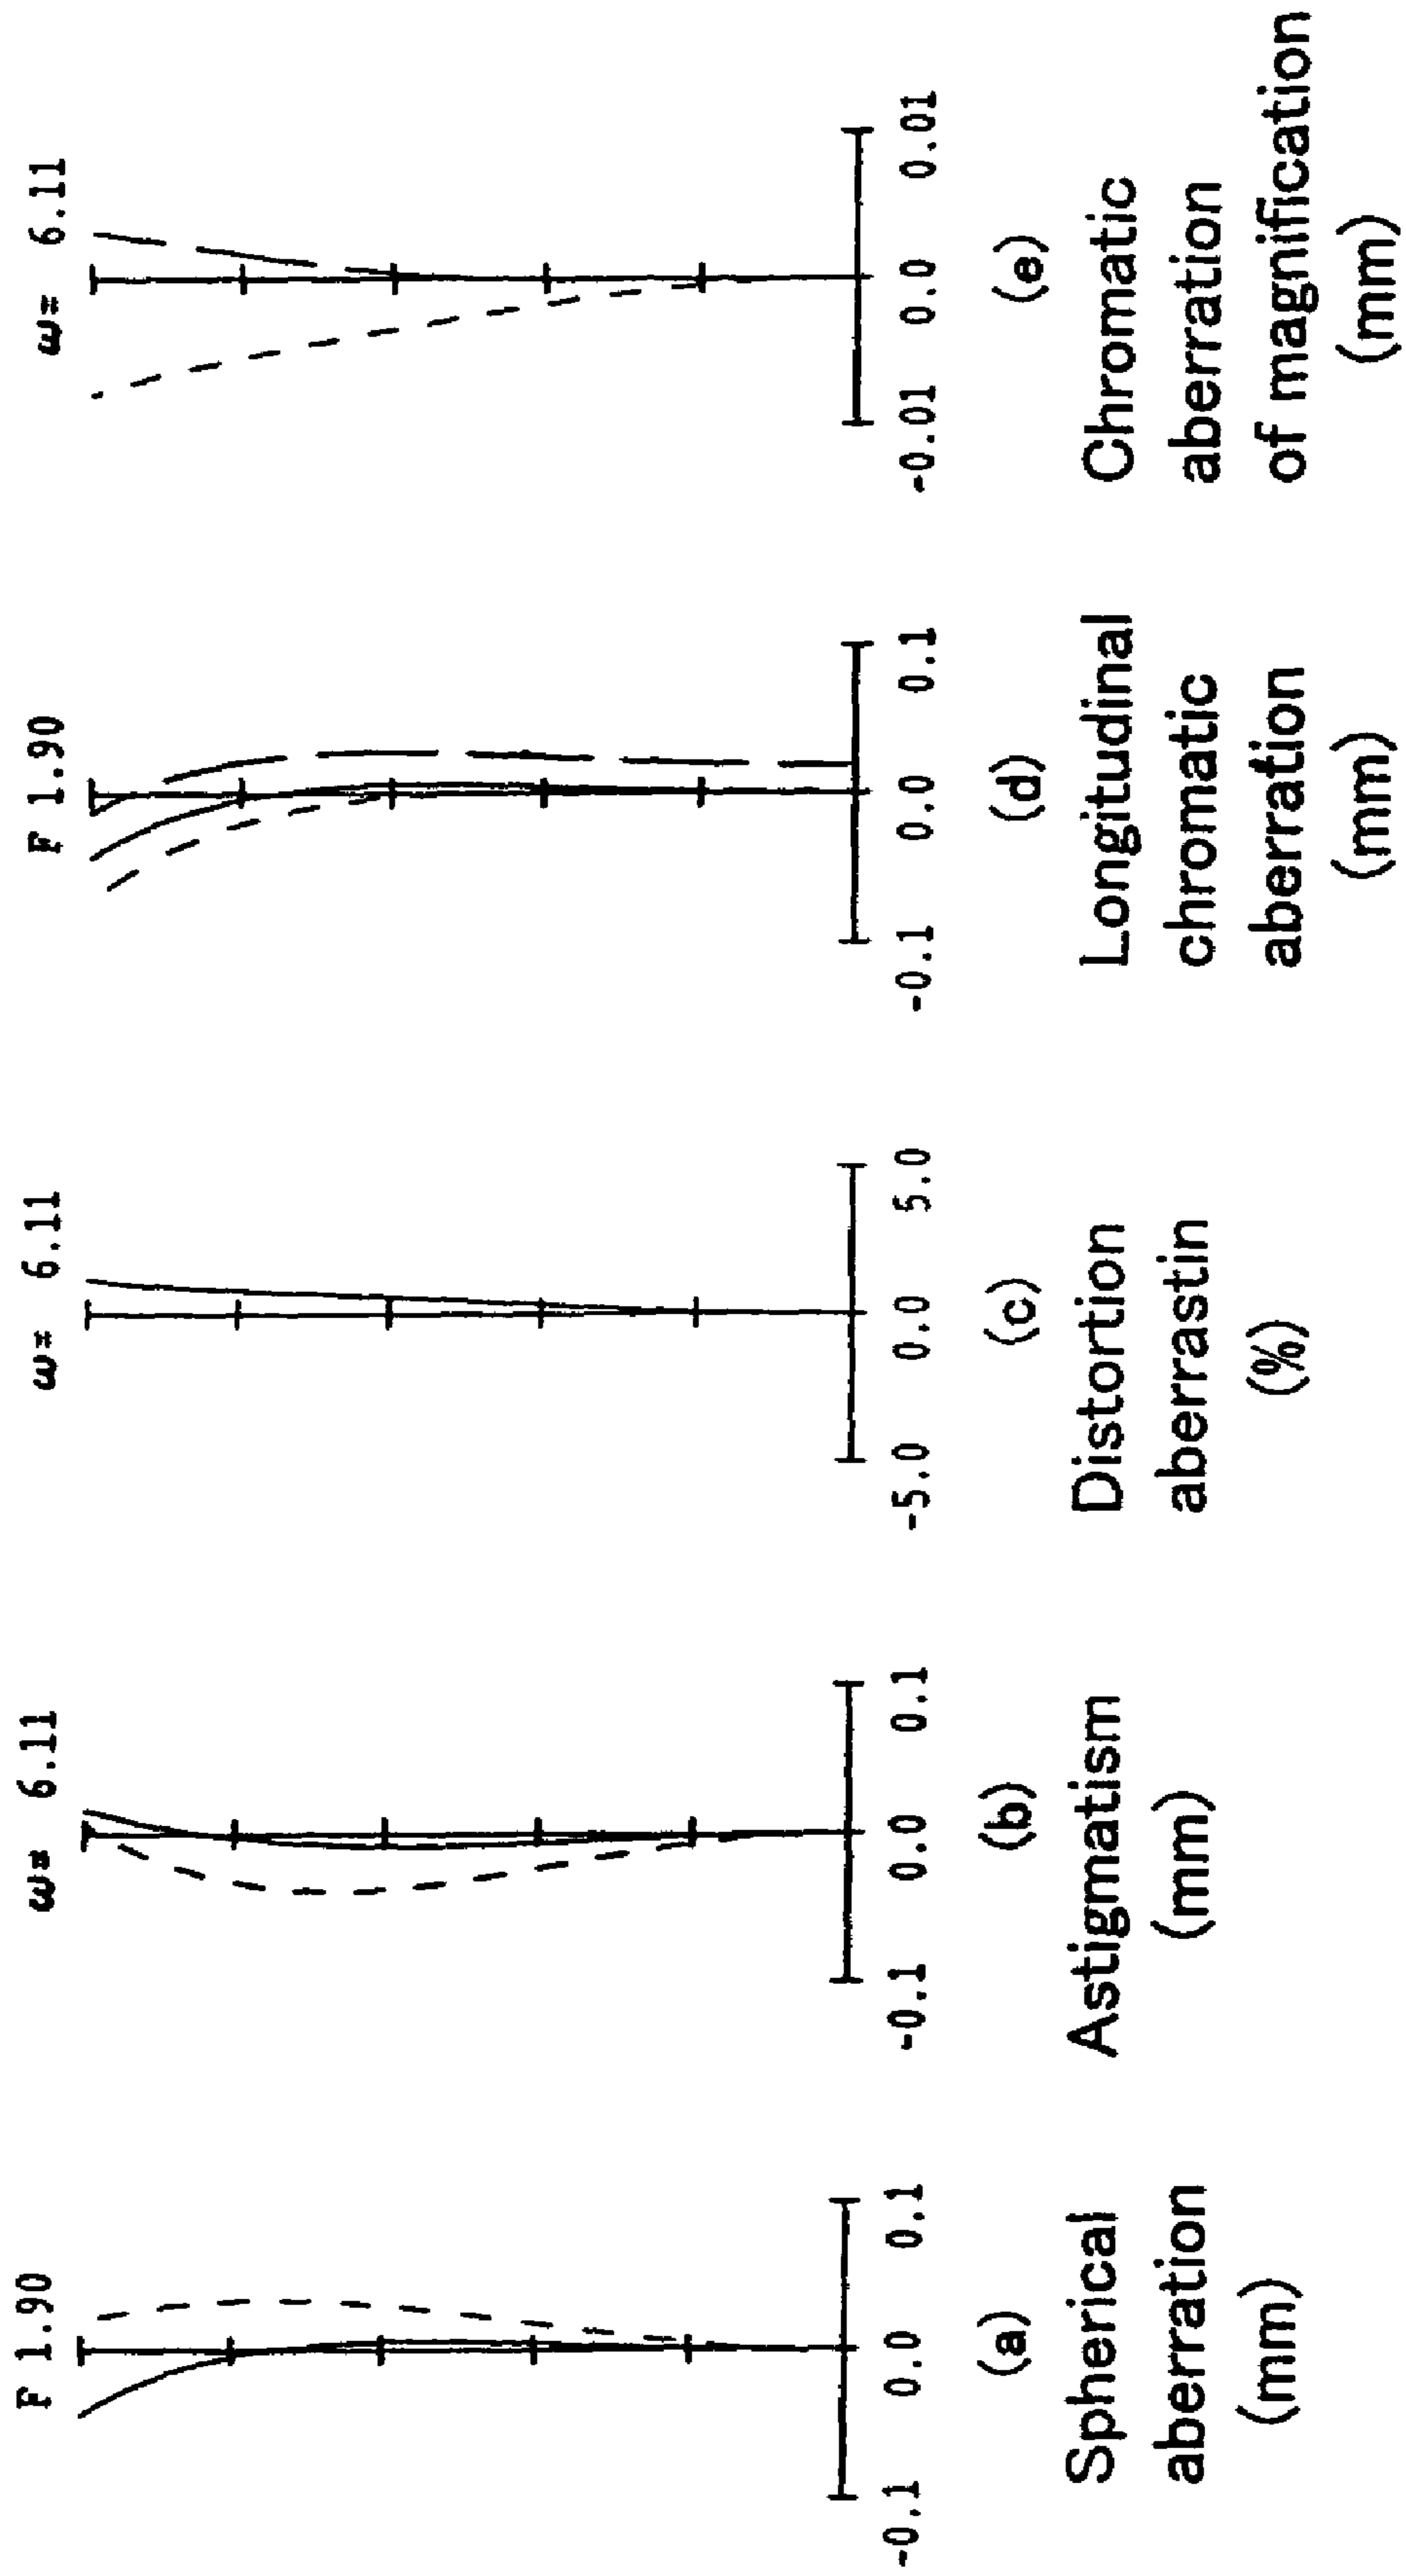 F 1.90
-0.1 0.0 0.1
(a)
Spherical
aberration
(mm)
ω= 6.11
-0.1 0.0 0.1
(b)
Astigmatism
(mm)
ω= 6.11
-5.0 0.0 5.0
(c)
Distortion
aberrastin
(%)
F 1.90
-0.1 0.0 0.1
(d)
Longitudinal
chromatic
aberration
(mm)
ω= 6.11
-0.01 0.0 0.01
(e)
Chromatic
aberration
of magnification
(mm)